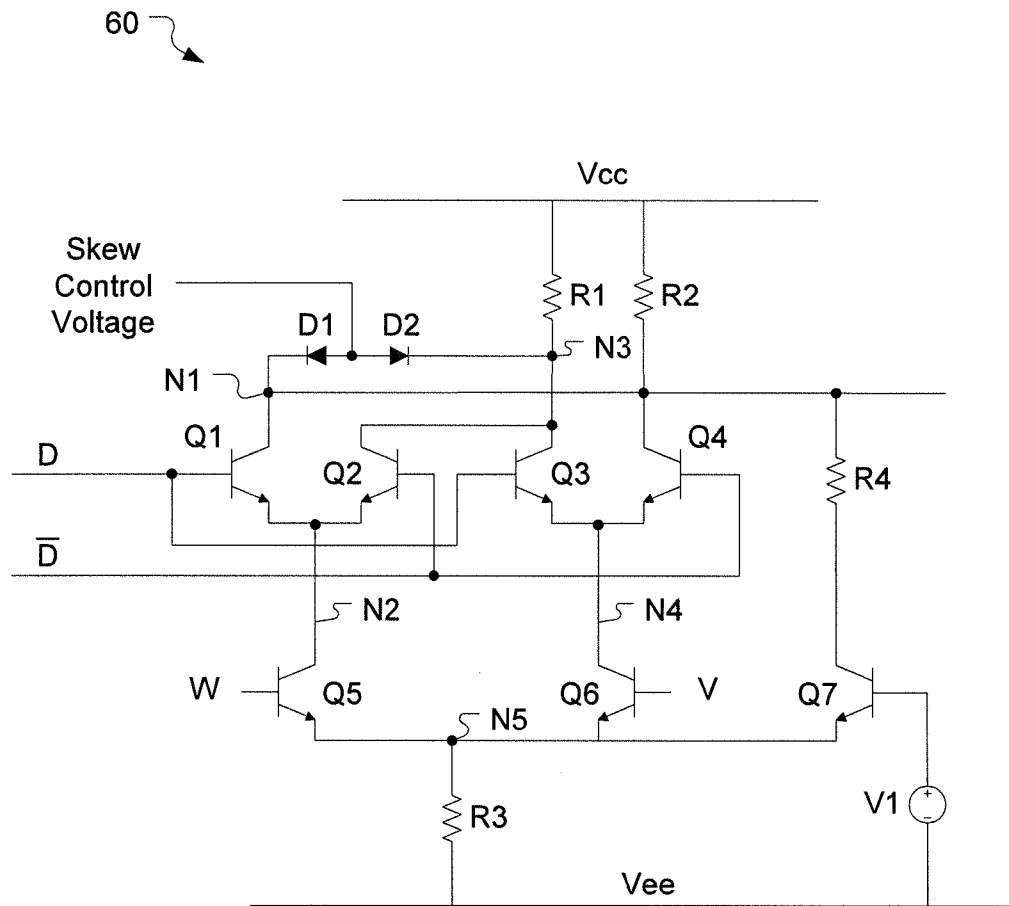 60
Vcc
Skew
Control
Voltage
R1
R2
D1
D2
N3
N1
Q1
Q2
Q3
Q4
D
R4
D̅
N2
N4
W
Q5
Q6
V
Q7
N5
R3
V1
+
−
Vee